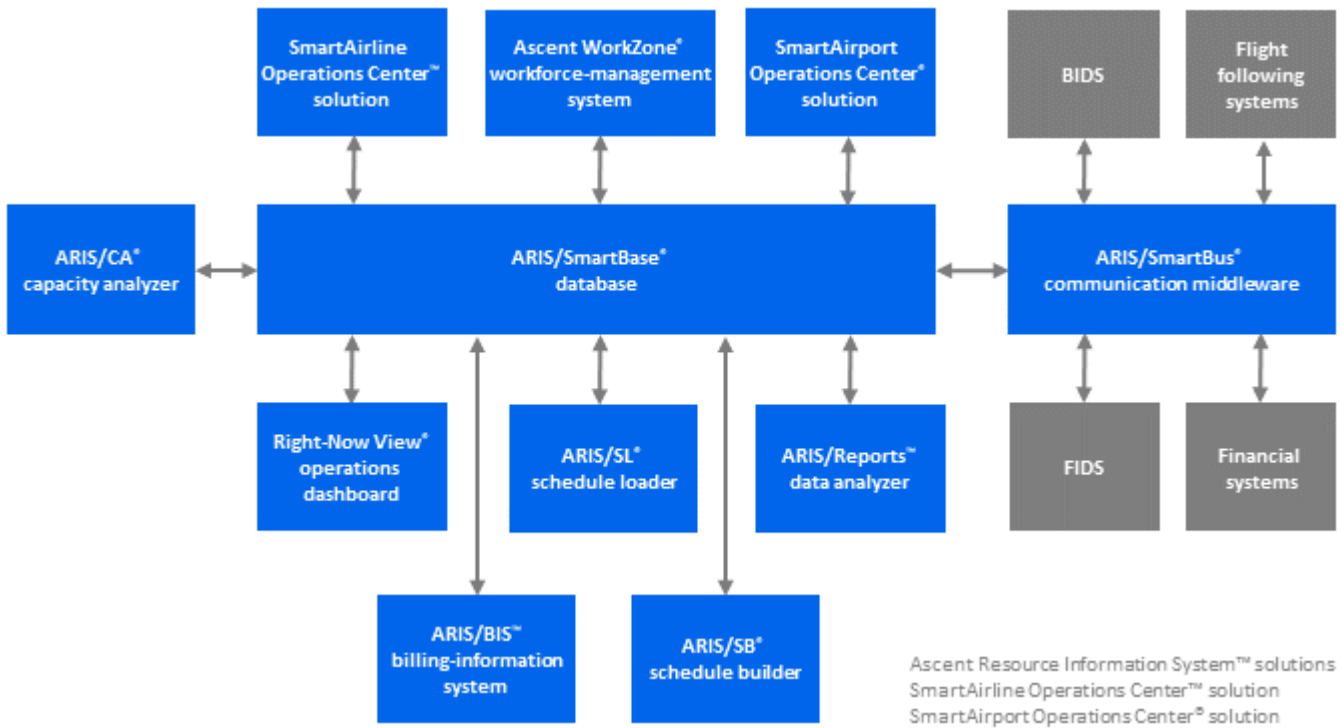 SmartAirline
Operations Center™
solution
Ascent WorkZone®
workforce-management
system
SmartAirport
Operations Center®
solution
BIDS
Flight
following
systems
ARIS/CA®
capacity analyzer
ARIS/SmartBase®
database
ARIS/SmartBus®
communication middleware
Right-Now View®
operations
dashboard
ARIS/SL®
schedule loader
ARIS/Reports™
data analyzer
FIDS
Financial
systems
ARIS/BIS™
billing-information
system
ARIS/SB®
schedule builder
Ascent Resource Information System™ solutions
SmartAirline Operations Center™ solution
SmartAirport Operations Center® solution